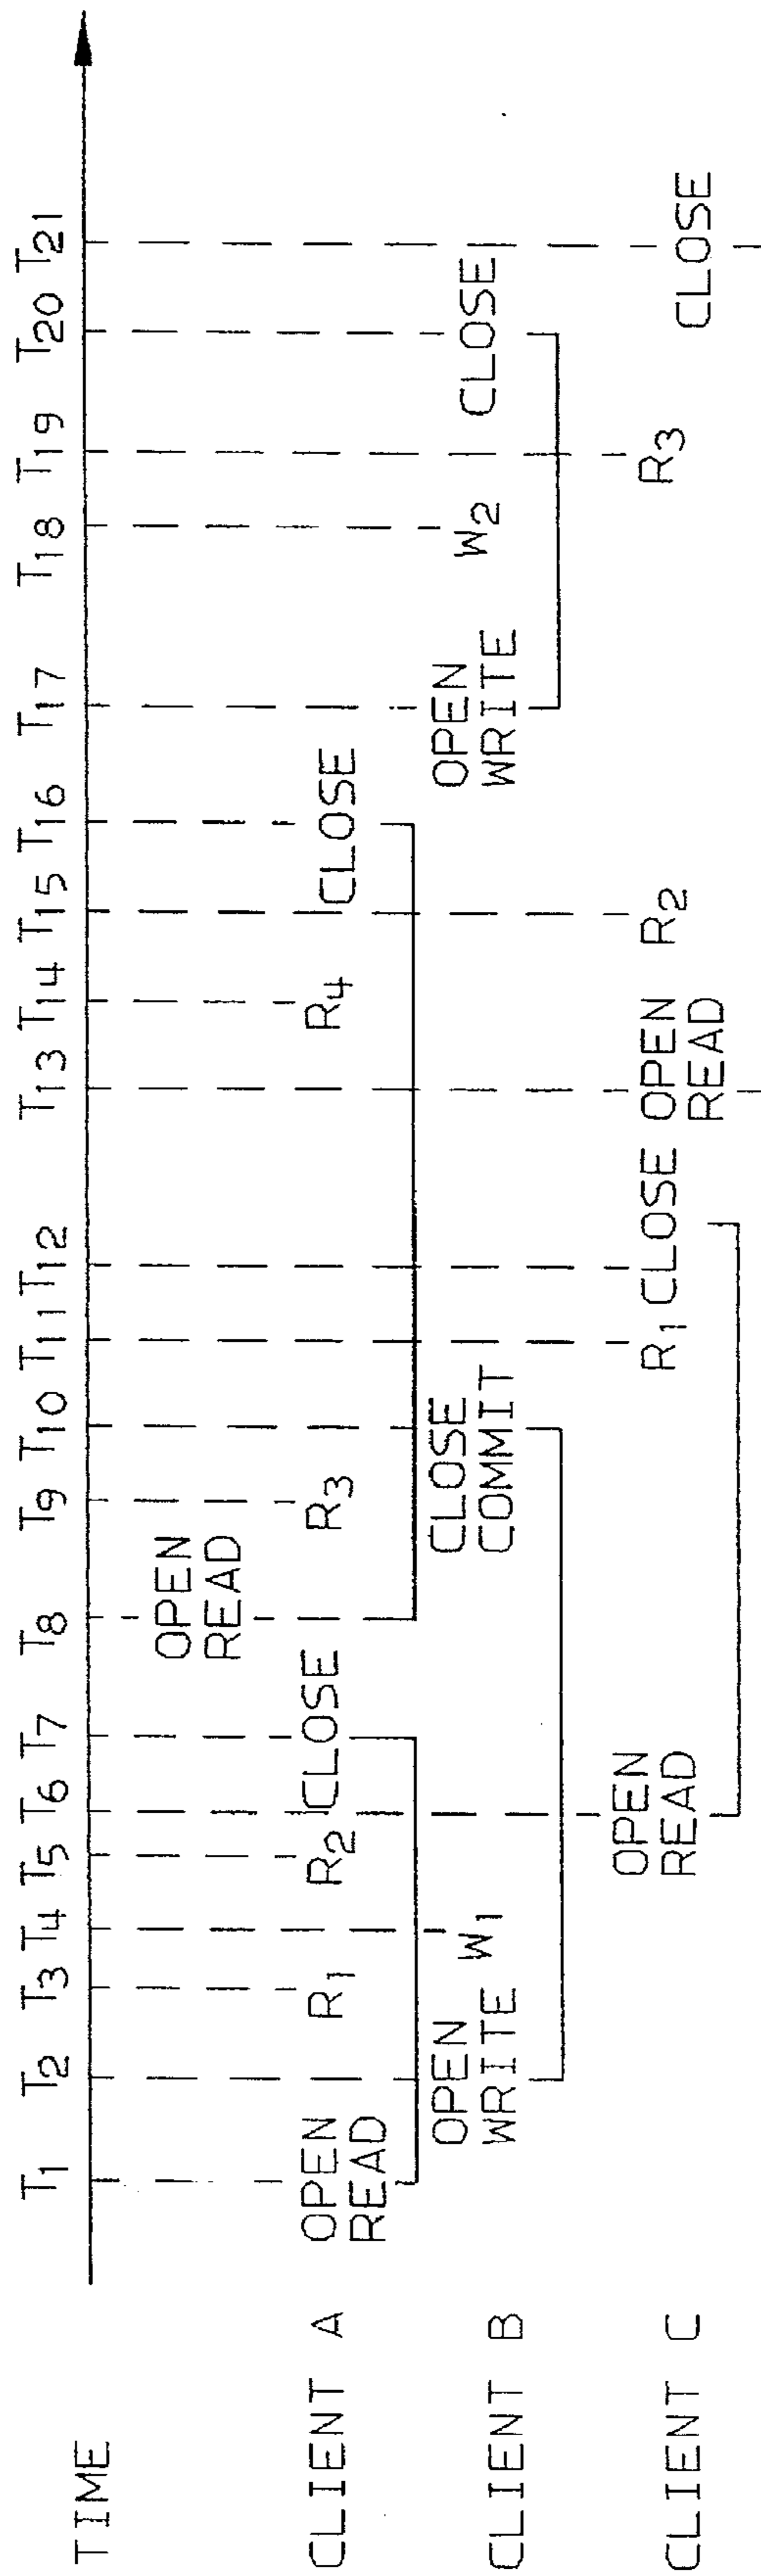 TIME T1 T2 T3 T4 T5 T6 T7 T8 T9 T10 T11 T12 T13 T14 T15 T16 T17 T18 T19 T20 T21
OPEN
READ
CLIENT A
OPEN
READ
R1
R2
CLOSE
R3
R4
CLOSE
CLIENT B
OPEN
WRITE
W1
CLOSE
COMMIT
OPEN
WRITE
W2
CLOSE
CLIENT C
OPEN
READ
R1
CLOSE
OPEN
READ
R2
R3
CLOSE